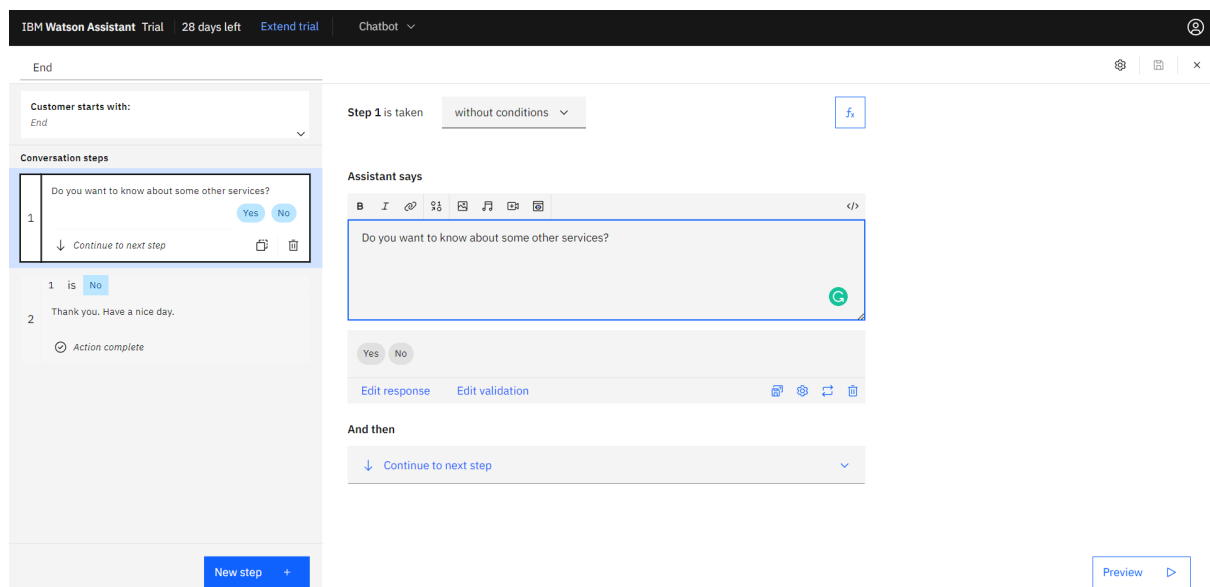 IBM Watson Assistant Trial 28 days left Extend trial Chatbot
End
Customer starts with:
End
Conversation steps
1
Do you want to know about some other services?
Yes No
Continue to next step
1 is No
2
Thank you. Have a nice day.
Action complete
New step +
Step 1 is taken without conditions
fx
Assistant says
B I </>
Do you want to know about some other services?
Yes No
Edit response Edit validation
And then
Continue to next step
Preview